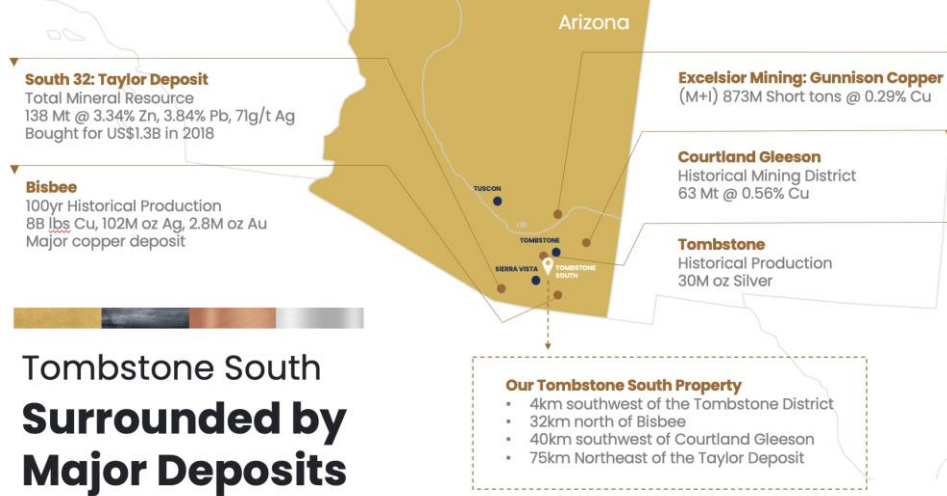 Arizona
South 32: Taylor Deposit
Total Mineral Resource
138 Mt @ 3.34% Zn, 3.84% Pb, 71g/t Ag
Bought for US$1.3B in 2018
Bisbee
100yr Historical Production
8B lbs Cu, 102M oz Ag, 2.8M oz Au
Major copper deposit
Excelsior Mining: Gunnison Copper
(M+I) 873M Short tons @ 0.29% Cu
Courtland Gleeson
Historical Mining District
63 Mt @ 0.56% Cu
Tombstone
Historical Production
30M oz Silver
TUSCON
TOMBSTONE
SIERRA VISTA
TOMBSTONE
SOUTH
Tombstone South
Surrounded by
Major Deposits
Our Tombstone South Property
• 4km southwest of the Tombstone District
• 32km north of Bisbee
• 40km southwest of Courtland Gleeson
• 75km Northeast of the Taylor Deposit